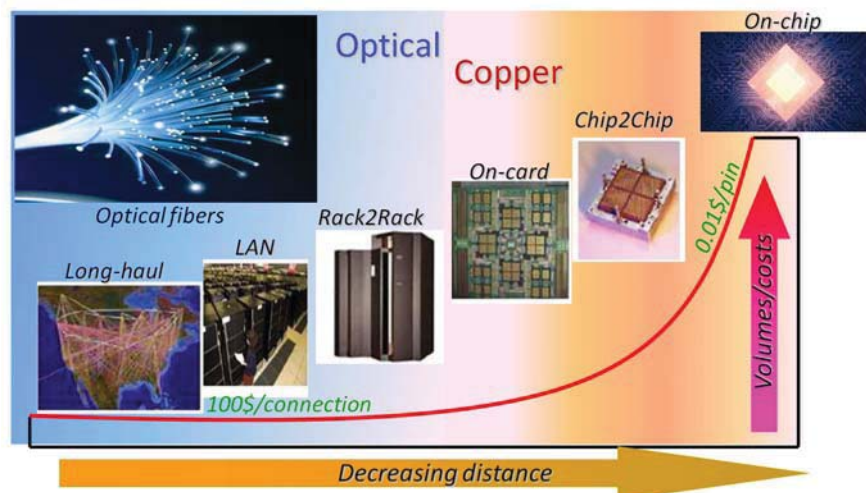 On-chip
Optical
Copper
Chip2Chip
On-card
Optical fibers
Rack2Rack
LAN
Long-haul
0.01$/pin
Volumes/costs
100$/connection
Decreasing distance